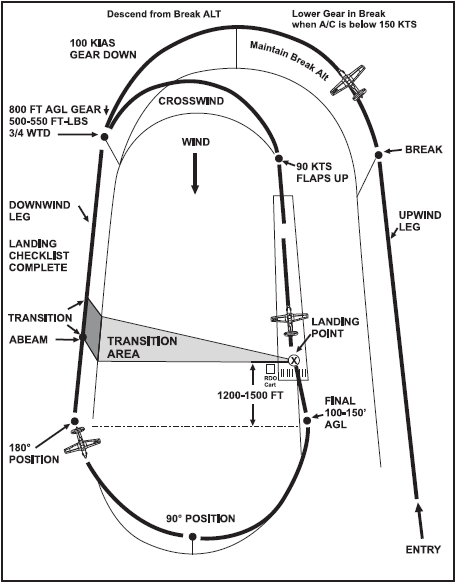 Descend from Break ALT
Lower Gear in Break
when A/C is below 150 KTS
100 KIAS
GEAR DOWN
Maintain Break Alt
800 FT AGL GEAR
500-550 FT-LBS
3/4 WTD
CROSSWIND
WIND
90 KTS
FLAPS UP
BREAK
DOWNWIND
LEG
UPWIND
LEG
LANDING
CHECKLIST
COMPLETE
TRANSITION
ABEAM
TRANSITION
AREA
LANDING
POINT
X
RDO
Cart
1200-1500 FT
FINAL
100-150'
AGL
180°
POSITION
90° POSITION
ENTRY